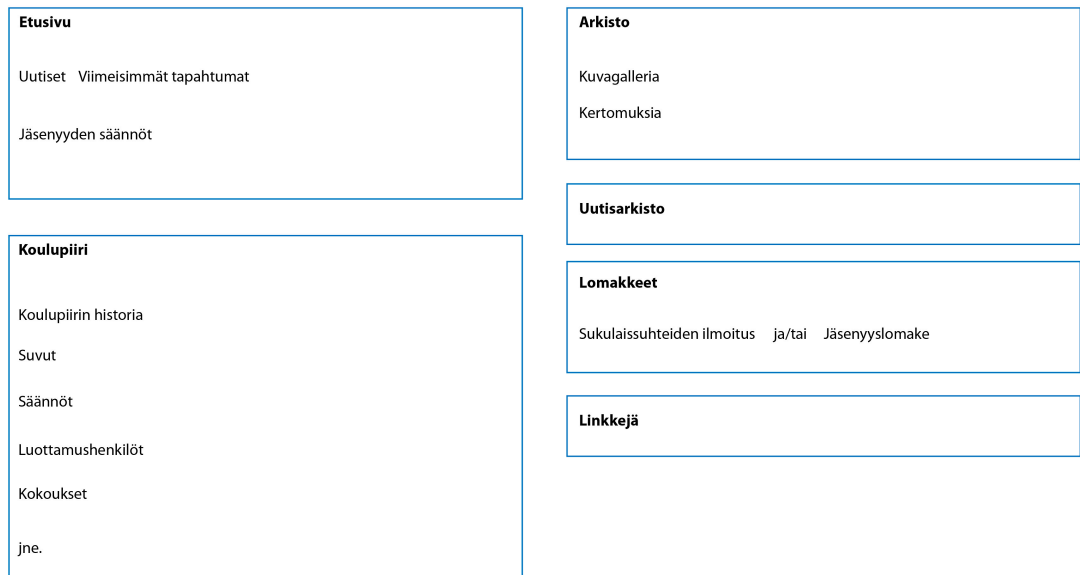 Etusivu
Uutiset Viimeisimmät tapahtumat
Jäsenyyden säännöt
Koulupiiri
Koulupiirin historia
Suvut
Säännöt
Luottamushenkilöt
Kokoukset
jne.
Arkisto
Kuvagalleria
Kertomuksia
Uutisarkisto
Lomakkeet
Sukulaissuhteiden ilmoitus ja/tai Jäsenyyslomake
Linkkejä